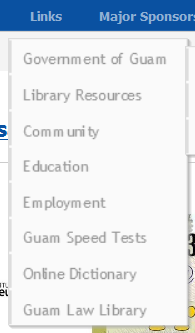 Links Major Sponsors
Government of Guam
Library Resources
Community
Education
Employment
Guam Speed Tests
Online Dictionary
Guam Law Library